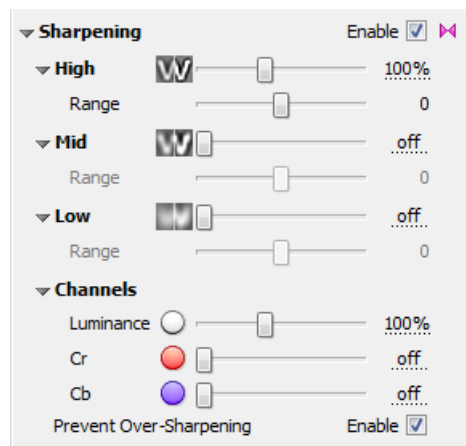 Sharpening Enable
High 100%
Range 0
Mid off
Range 0
Low off
Range 0
Channels
Luminance 100%
Cr off
Cb off
Prevent Over-Sharpening Enable